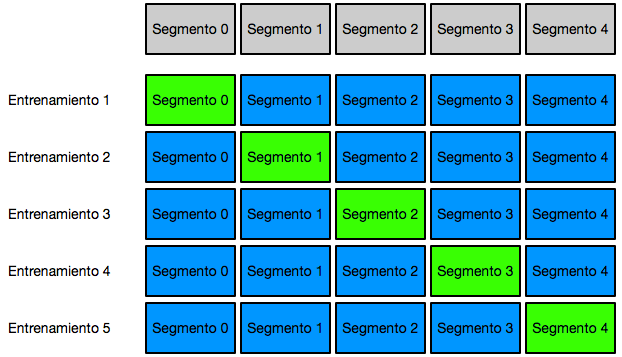 Segmento 0 Segmento 1 Segmento 2 Segmento 3 Segmento 4
Entrenamiento 1 Segmento 0 Segmento 1 Segmento 2 Segmento 3 Segmento 4
Entrenamiento 2 Segmento 0 Segmento 1 Segmento 2 Segmento 3 Segmento 4
Entrenamiento 3 Segmento 0 Segmento 1 Segmento 2 Segmento 3 Segmento 4
Entrenamiento 4 Segmento 0 Segmento 1 Segmento 2 Segmento 3 Segmento 4
Entrenamiento 5 Segmento 0 Segmento 1 Segmento 2 Segmento 3 Segmento 4